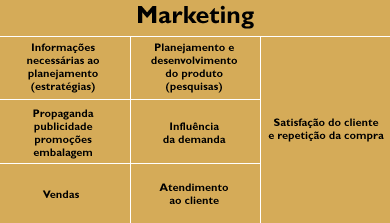 Marketing
Informações
necessárias ao
planejamento
(estratégias)
Planejamento e
desenvolvimento
do produto
(pesquisas)
Propaganda
publicidade
promoções
embalagem
Influência
da demanda
Satisfação do cliente
e repetição da compra
Vendas
Atendimento
ao cliente